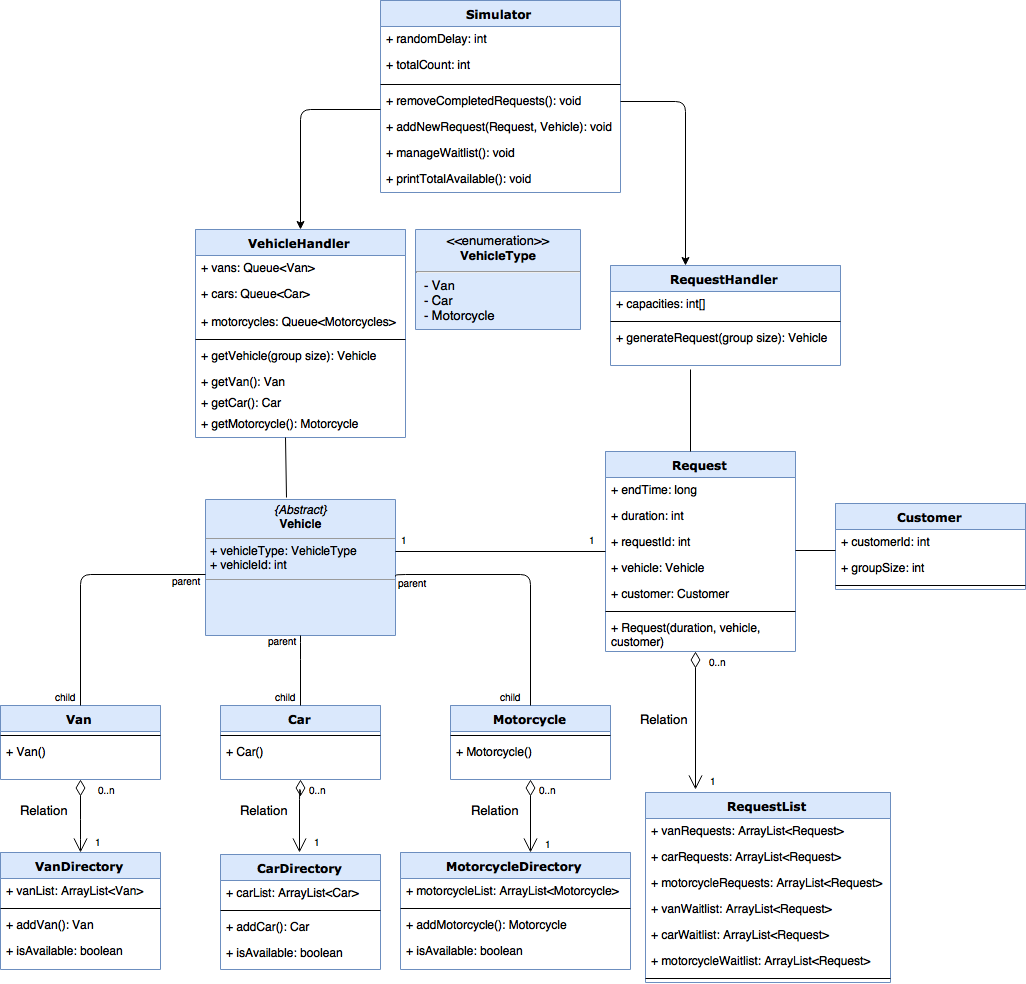 Simulator
+ randomDelay: int
+ totalCount: int
+ removeCompletedRequests(): void
+ addNewRequest(Request, Vehicle): void
+ manageWaitlist(): void
+ printTotalAvailable(): void
VehicleHandler
+ vans: Queue<Van>
+ cars: Queue<Car>
+ motorcycles: Queue<Motorcycles>
+ getVehicle(group size): Vehicle
+ getVan(): Van
+ getCar(): Car
+ getMotorcycle(): Motorcycle
<<enumeration>>
VehicleType
- Van
- Car
- Motorcycle
RequestHandler
+ capacities: int[]
+ generateRequest(group size): Vehicle
{Abstract}
Vehicle
+ vehicleType: VehicleType
+ vehicleId: int
1
1
Request
+ endTime: long
+ duration: int
+ requestId: int
+ vehicle: Vehicle
+ customer: Customer
+ Request(duration, vehicle,
customer)
Customer
+ customerId: int
+ groupSize: int
parent
parent
parent
child
child
child
Van
+ Van()
Car
+ Car()
Motorcycle
+ Motorcycle()
0..n
Relation
1
0..n
Relation
1
0..n
Relation
1
0..n
Relation
1
VanDirectory
+ vanList: ArrayList<Van>
+ addVan(): Van
+ isAvailable: boolean
CarDirectory
+ carList: ArrayList<Car>
+ addCar(): Car
+ isAvailable: boolean
MotorcycleDirectory
+ motorcycleList: ArrayList<Motorcycle>
+ addMotorcycle(): Motorcycle
+ isAvailable: boolean
RequestList
+ vanRequests: ArrayList<Request>
+ carRequests: ArrayList<Request>
+ motorcycleRequests: ArrayList<Request>
+ vanWaitlist: ArrayList<Request>
+ carWaitlist: ArrayList<Request>
+ motorcycleWaitlist: ArrayList<Request>